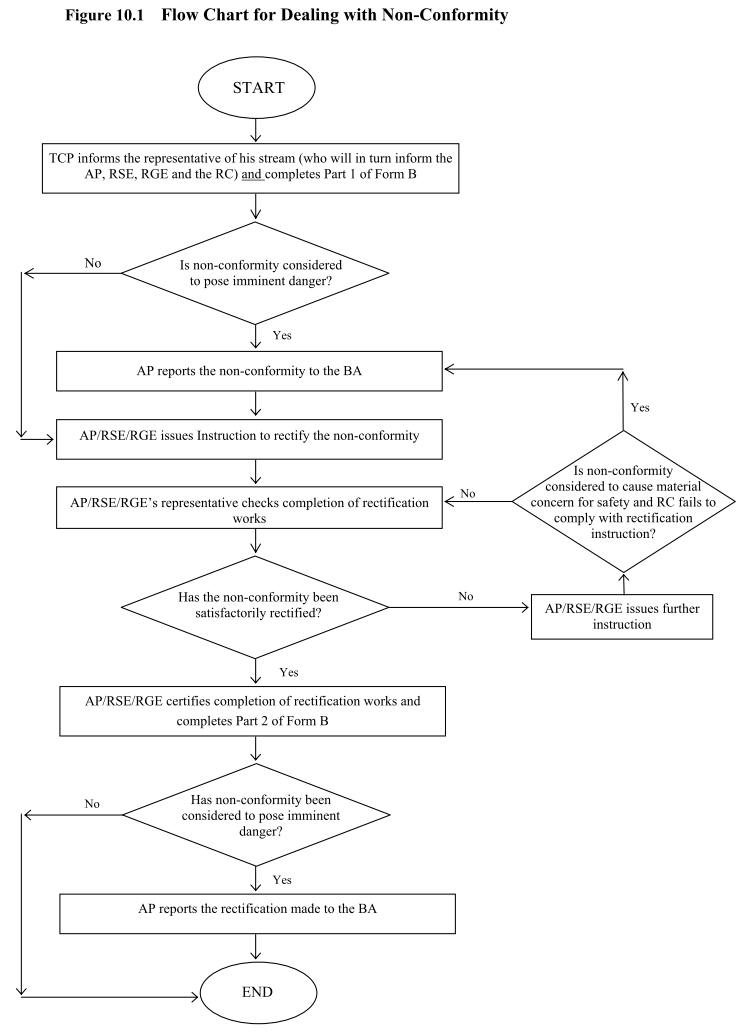 Figure 10.1 Flow Chart for Dealing with Non-Conformity
START
TCP informs the representative of his stream (who will in turn inform the
AP, RSE, RGE and the RC) and completes Part 1 of Form B
No
Is non-conformity considered
to pose imminent danger?
Yes
AP reports the non-conformity to the BA
Yes
AP/RSE/RGE issues Instruction to rectify the non-conformity
Is non-conformity
considered to cause material
concern for safety and RC fails to
comply with rectification
instruction?
No
AP/RSE/RGE's representative checks completion of rectification
works
Has the non-conformity been
satisfactorily rectified?
No
AP/RSE/RGE issues further
instruction
Yes
AP/RSE/RGE certifies completion of rectification works and
completes Part 2 of Form B
No
Has non-conformity been
considered to pose imminent
danger?
Yes
AP reports the rectification made to the BA
END